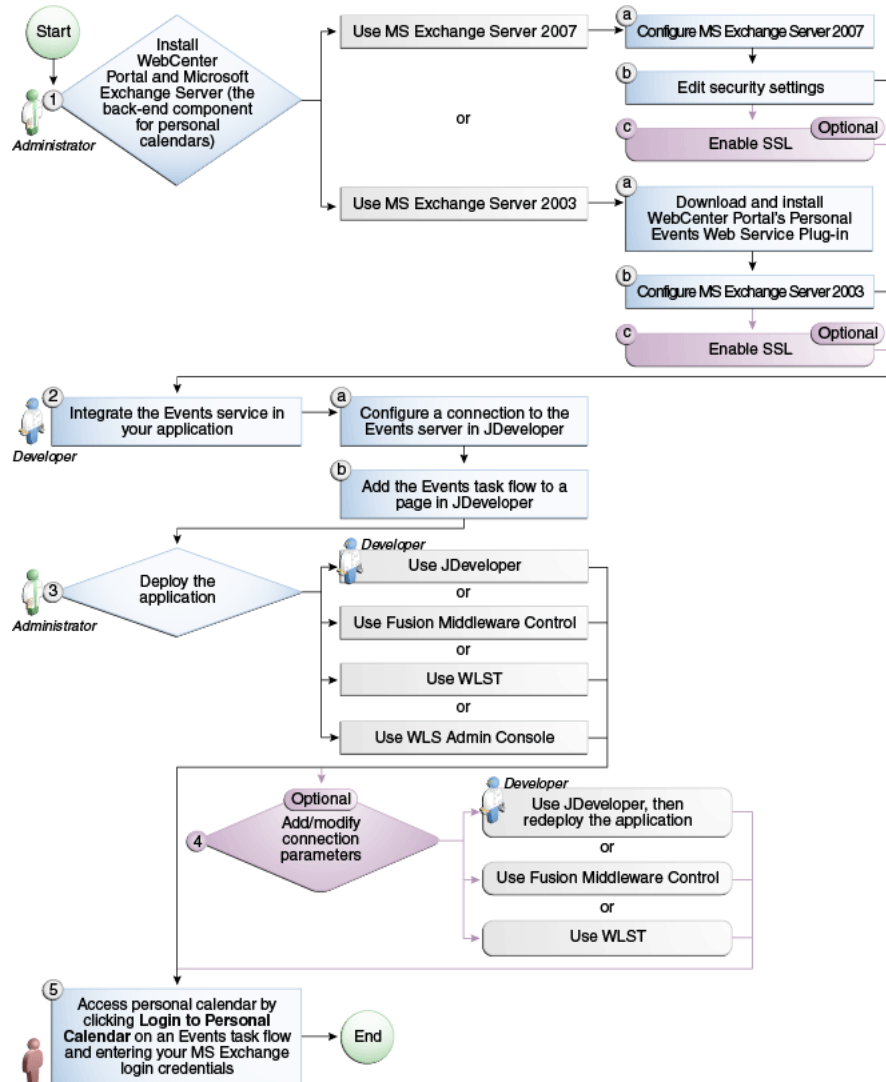 Start
1
Administrator
Install
WebCenter
Portal and Microsoft
Exchange Server (the
back-end component
for personal
calendars)
Use MS Exchange Server 2007
or
Use MS Exchange Server 2003
a
Configure MS Exchange Server 2007
b
Edit security settings
c
Optional
Enable SSL
a
Download and install
WebCenter Portal's Personal
Events Web Service Plug-in
b
Configure MS Exchange Server 2003
c
Optional
Enable SSL
2
Developer
Integrate the Events service in
your application
a
Configure a connection to the
Events server in JDeveloper
b
Add the Events task flow to a
page in JDeveloper
3
Administrator
Deploy the
application
Developer
Use JDeveloper
or
Use Fusion Middleware Control
or
Use WLST
or
Use WLS Admin Console
Optional
4
Add/modify
connection
parameters
Developer
Use JDeveloper, then
redeploy the application
or
Use Fusion Middleware Control
or
Use WLST
5
Access personal calendar by
clicking Login to Personal
Calendar on an Events task flow
and entering your MS Exchange
login credentials
End